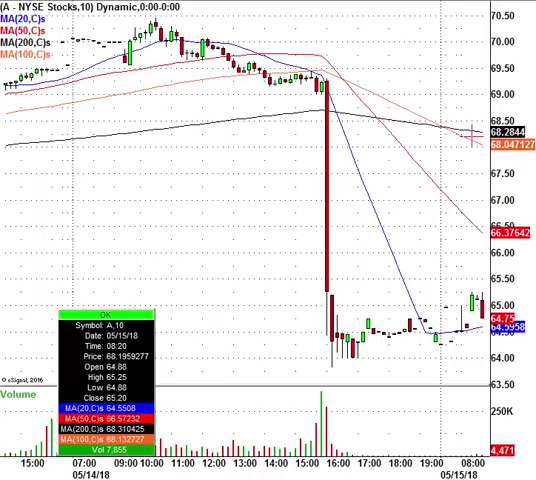 (A - NYSE Stocks,10) Dynamic,0:00-0:00
MA(20,C)s
MA(50,C)s
MA(200,C)s
MA(100,C)s
70.50
70.00
69.50
69.00
68.50
68.2844
68.047127
67.50
67.00
66.50
66.37642
66.00
65.50
65.00
64.75
64.5958
64.50
64.00
63.50
OK
Symbol: A,10
Date: 05/15/18
Time: 08:20
Price: 68.1959277
Open 64.88
High 65.25
Low 64.88
Close 65.20
MA(20,C)s 64.5508
MA(50,C)s 66.57232
MA(200,C)s 68.310425
MA(100,C)s 68.132727
Vol 7,855
© eSignal, 2016
Volume
250K
4,471
15:00 07:00 09:00 10:00 11:00 12:00 13:00 14:00 15:00 16:00 17:00 18:00 19:00 08:00
05/14/18 05/15/18